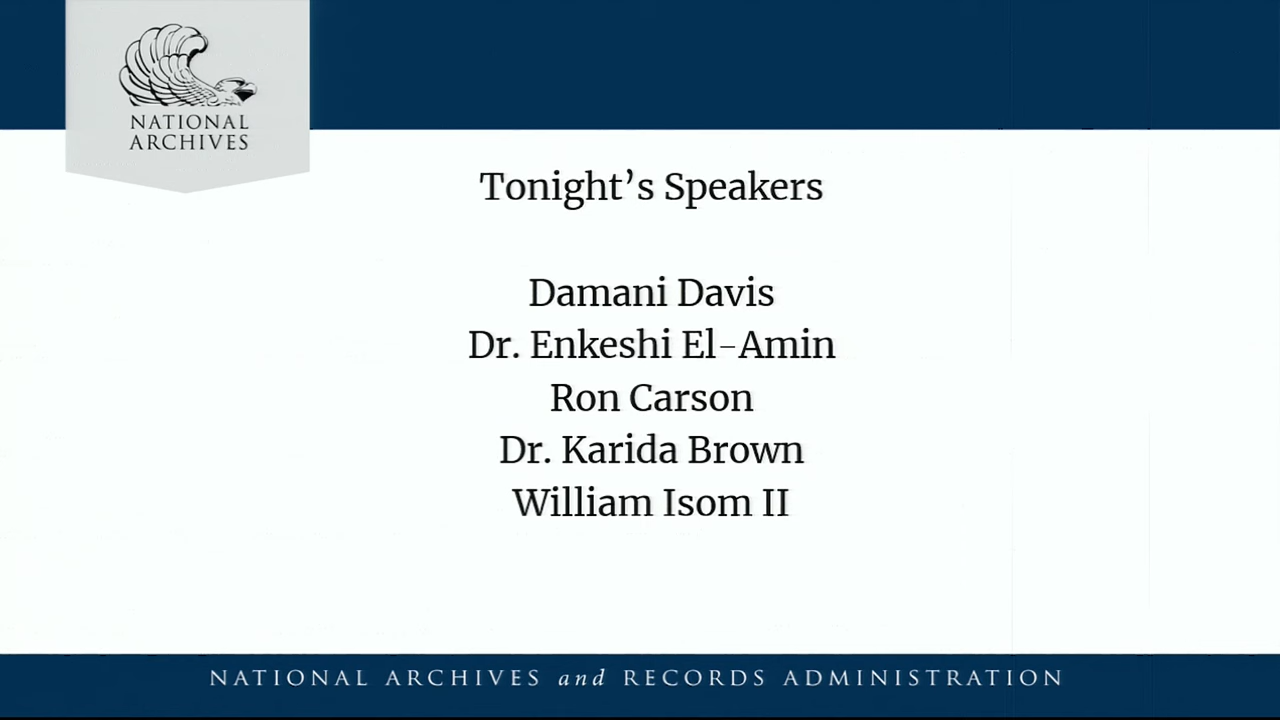 NATIONAL
ARCHIVES
Tonight’s Speakers
Damani Davis
Dr. Enkeshi El-Amin
Ron Carson
Dr. Karida Brown
William Isom II
NATIONAL ARCHIVES and RECORDS ADMINISTRATION